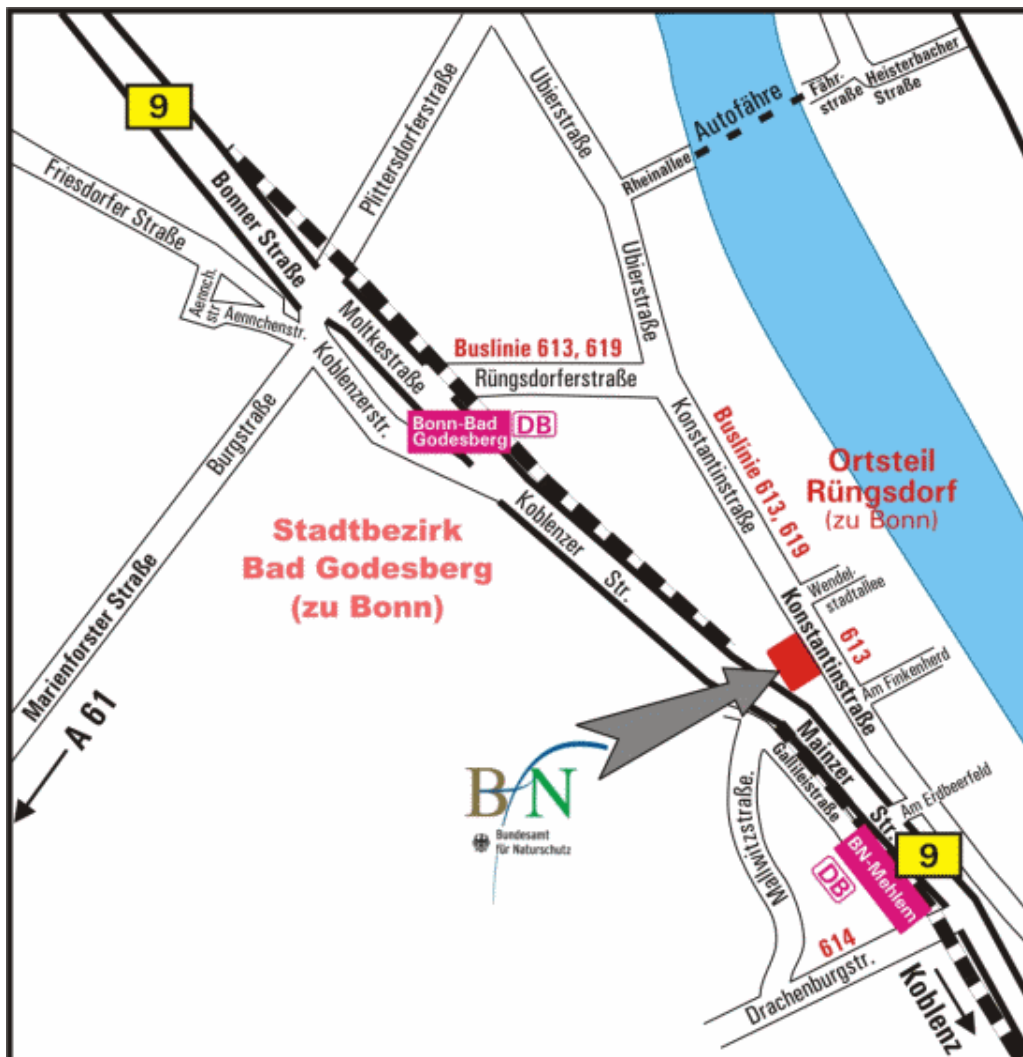 9
Plittersdorferstraße
Ubierstraße
Autofähre
Fähr-
straße
Heisterbacher
Straße
Rheinallee
Friesdorfer Straße
Bonner Straße
Aennch.
str
Aennchenstr.
Ubierstraße
Moltkestraße
Koblenzerstr.
Buslinie 613, 619
Rüngsdorferstraße
Burgstraße
Bonn-Bad
Godesberg
DB
Konstantinstraße
Buslinie 613, 619
Ortsteil
Rüngsdorf
(zu Bonn)
Stadtbezirk
Bad Godesberg
(zu Bonn)
Koblenzer
Str.
Wendel-
stadtallee
Konstantinstraße
613
Am Finkenherd
Marienforster Straße
A 61
BfN
Bundesamt
für Naturschutz
Mainzer
Str.
Gallileistraße
Mallwitzstraße.
Am Erdbeerfeld
9
BN-Mehlem
DB
614
Drachenburgstr.
Koblenz